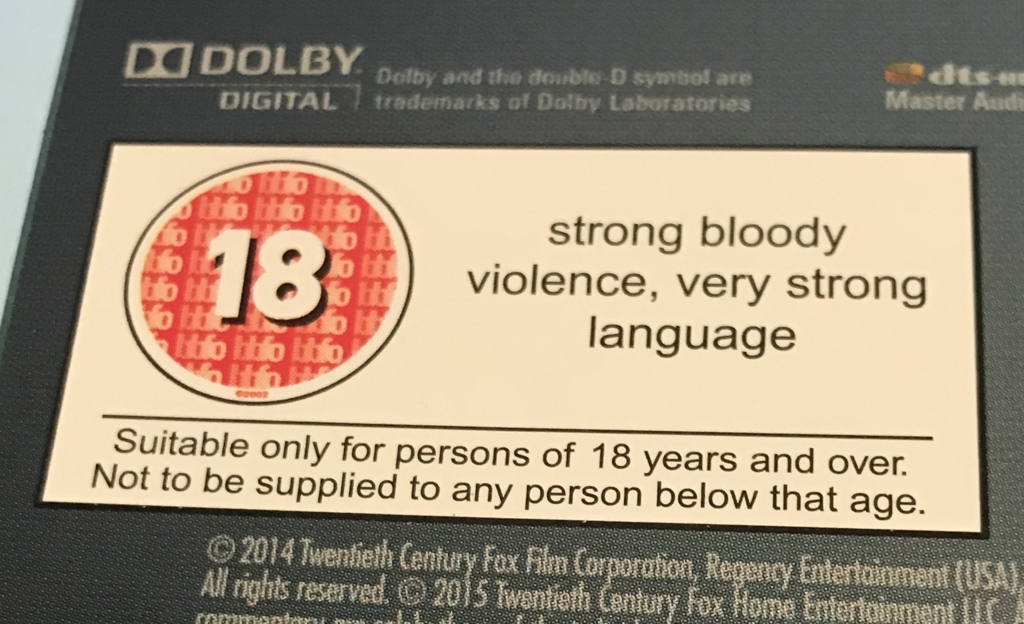 DOLBY
DIGITAL
Dolby and the double-D symbol are
trademarks of Dolby Laboratories
dts
Master
18
©2002
strong bloody
violence, very strong
language
Suitable only for persons of 18 years and over.
Not to be supplied to any person below that age.
© 2014 Twentieth Century Fox Film Corporation, Regency Entertainment (USA)
All rights reserved. © 2015 Twentieth Century Fox Home Entertainment LLC.